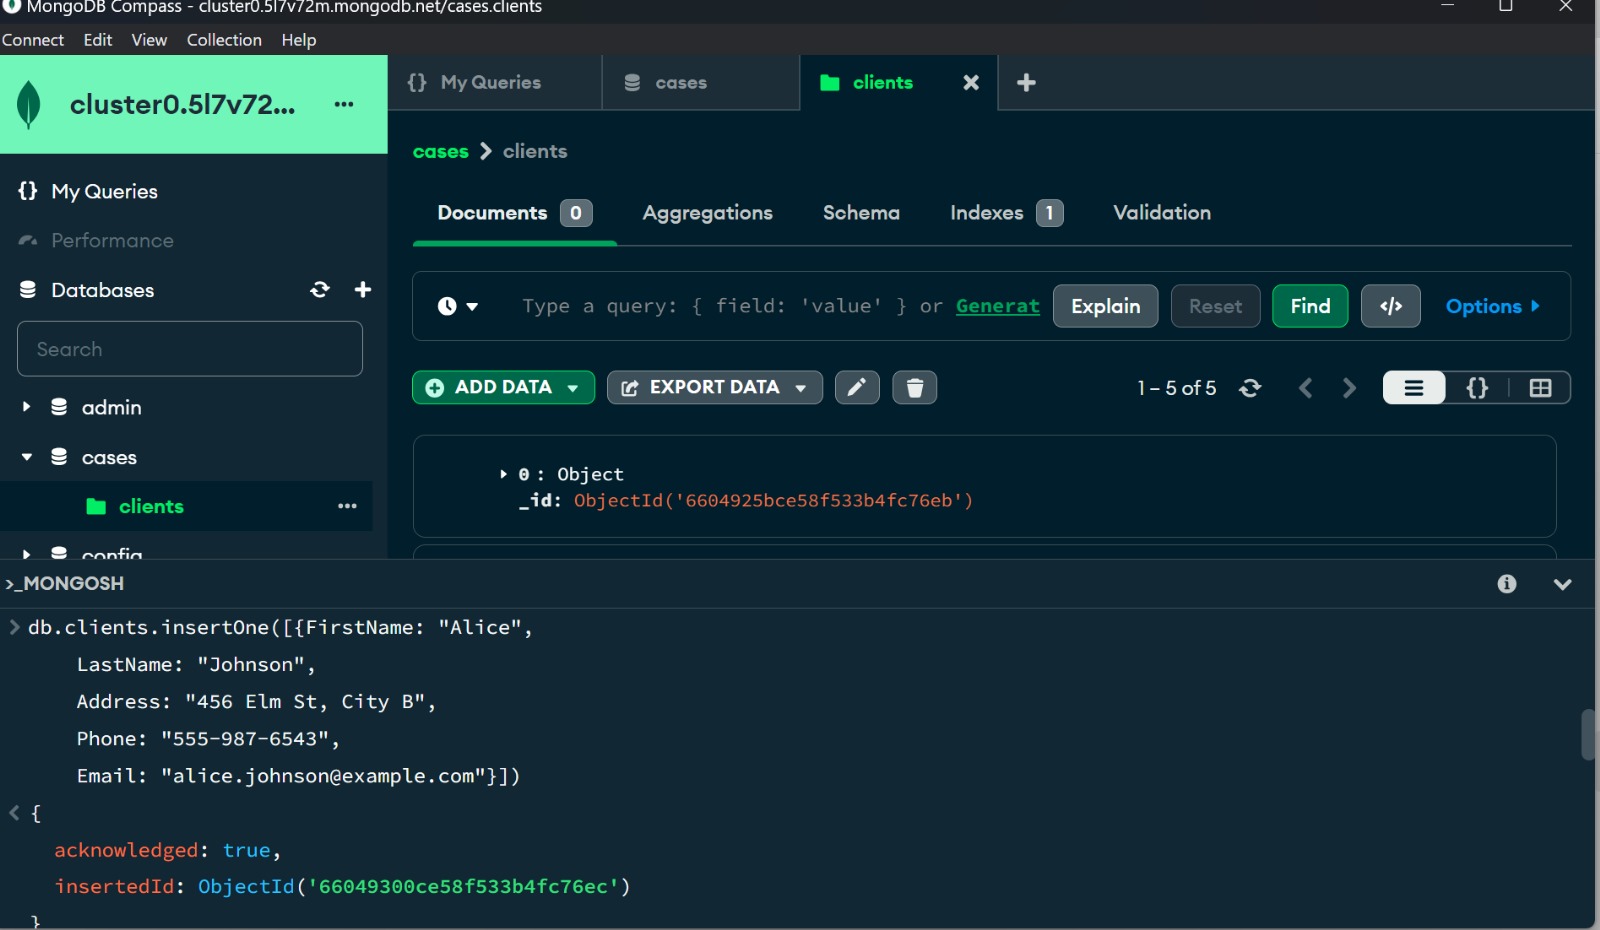 MongoDB Compass - cluster0.5l7v72m.mongodb.net/cases.clients
Connect Edit View Collection Help
cluster0.5l7v72... ...
{} My Queries cases clients
cases > clients
My Queries
Performance
Databases
Search
admin
cases
clients ...
config
Documents 0 Aggregations Schema Indexes 1 Validation
Type a query: { field: 'value' } or Generat Explain Reset Find </> Options
ADD DATA EXPORT DATA 1 – 5 of 5 {}
0 : Object
_id: ObjectId('6604925bce58f533b4fc76eb')
>_MONGOSH
> db.clients.insertOne([{FirstName: "Alice",
LastName: "Johnson",
Address: "456 Elm St, City B",
Phone: "555-987-6543",
Email: "alice.johnson@example.com"}])
< {
acknowledged: true,
insertedId: ObjectId('66049300ce58f533b4fc76ec')
}